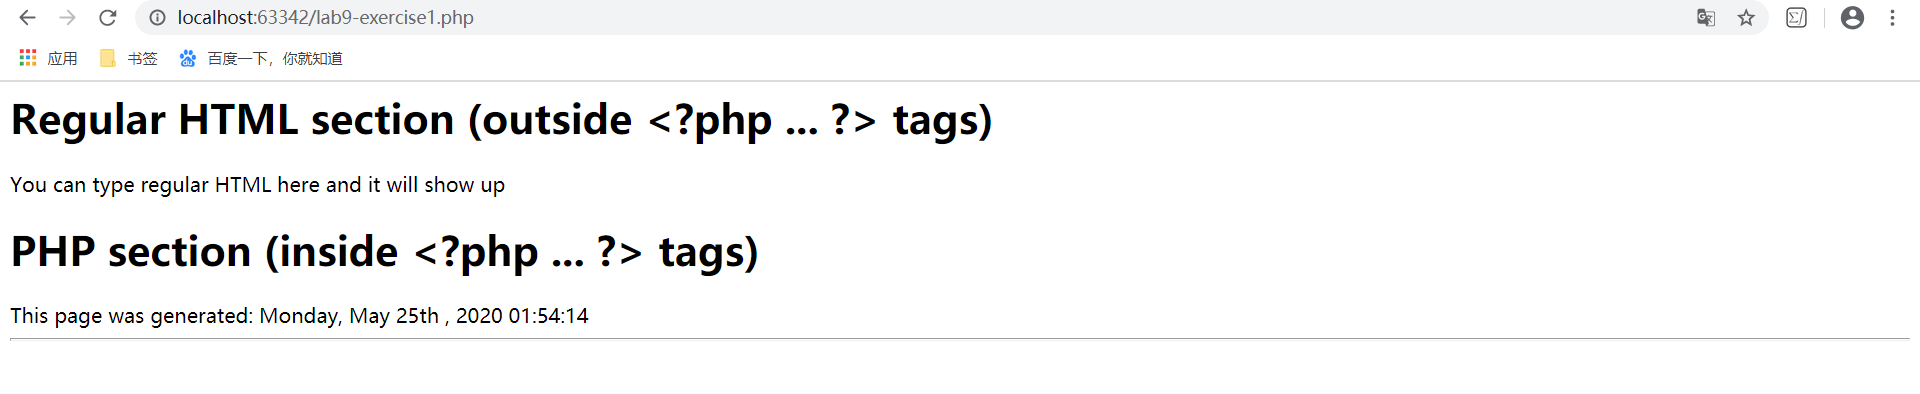 localhost:63342/lab9-exercise1.php
应用 书签 百度一下，你就知道
Regular HTML section (outside <?php ... ?> tags)
You can type regular HTML here and it will show up
PHP section (inside <?php ... ?> tags)
This page was generated: Monday, May 25th , 2020 01:54:14